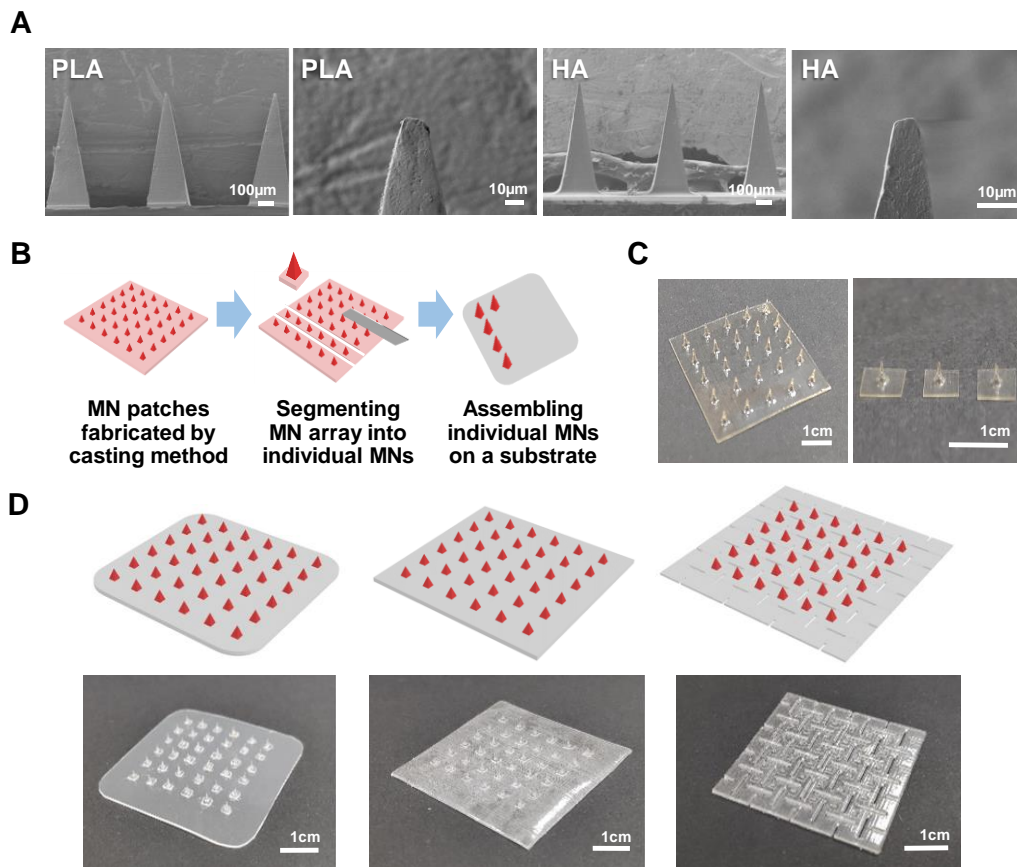 A
PLA
PLA
HA
HA
100μm
10μm
100μm
10μm
B
C
MN patches
fabricated by
casting method
Segmenting
MN array into
individual MNs
Assembling
individual MNs
on a substrate
1cm
1cm
D
1cm
1cm
1cm